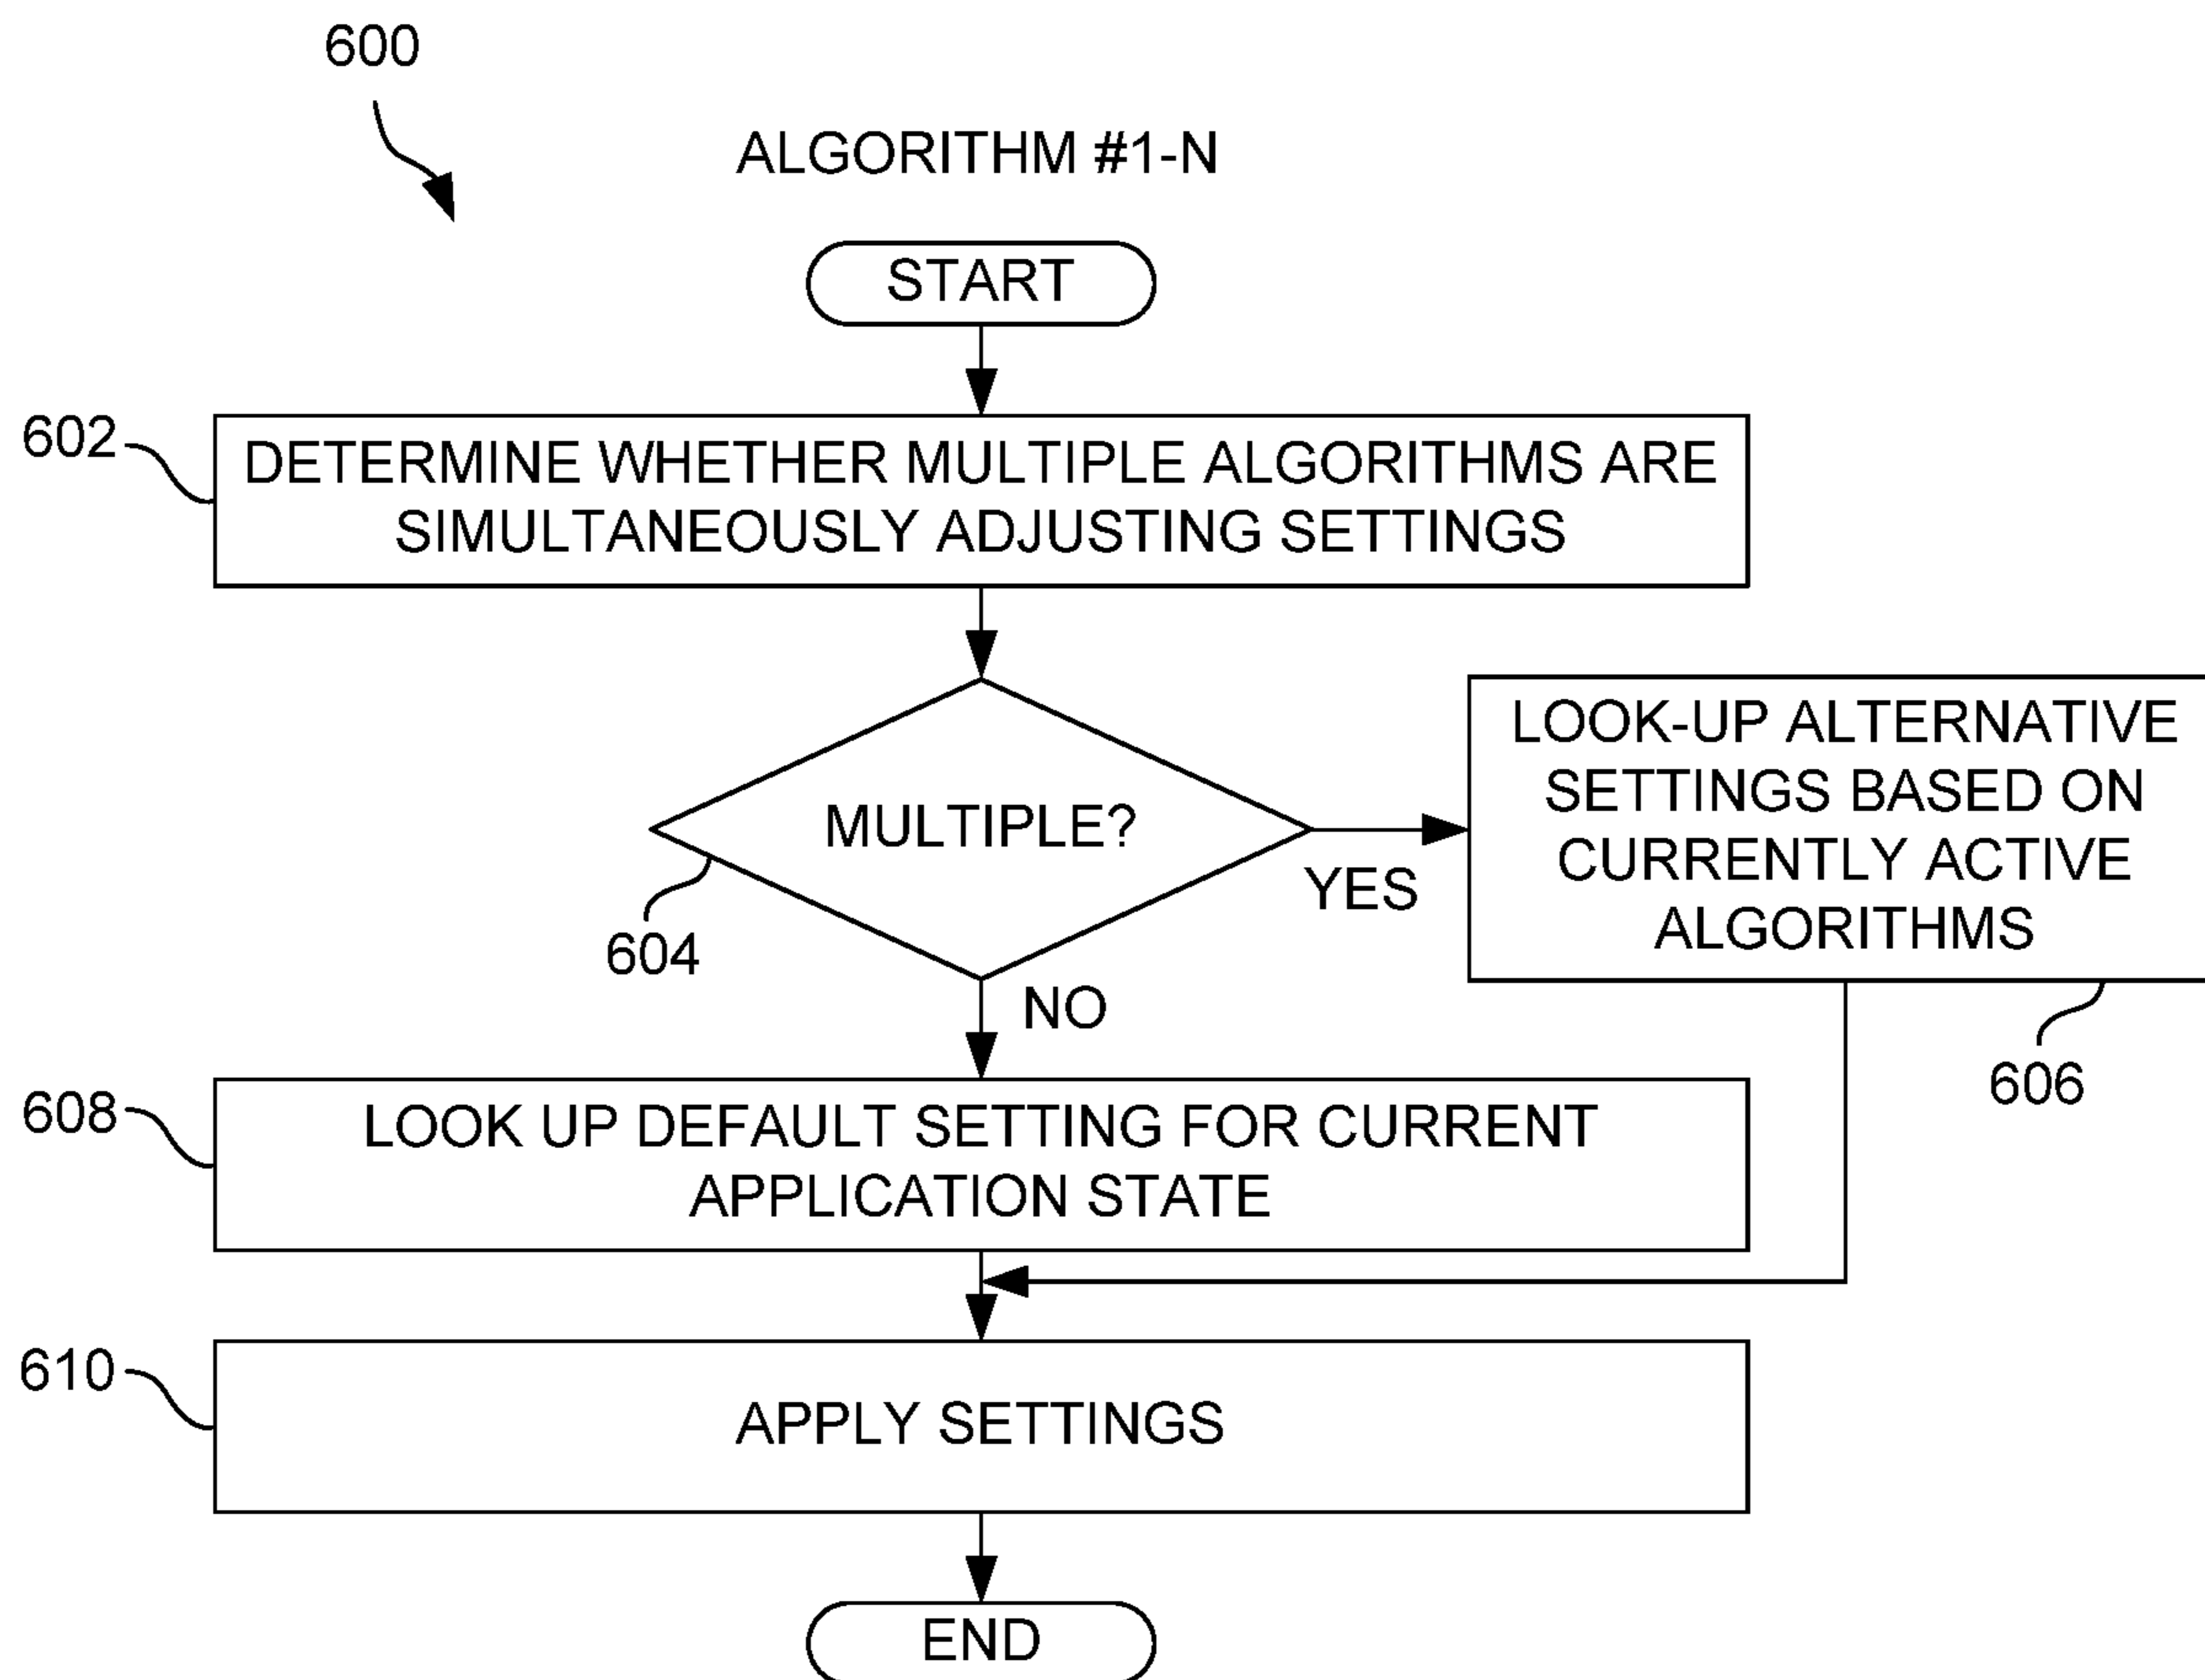 600
ALGORITHM #1-N
START
602
DETERMINE WHETHER MULTIPLE ALGORITHMS ARE
SIMULTANEOUSLY ADJUSTING SETTINGS
MULTIPLE?
604
YES
LOOK-UP ALTERNATIVE
SETTINGS BASED ON
CURRENTLY ACTIVE
ALGORITHMS
606
NO
608
LOOK UP DEFAULT SETTING FOR CURRENT
APPLICATION STATE
610
APPLY SETTINGS
END